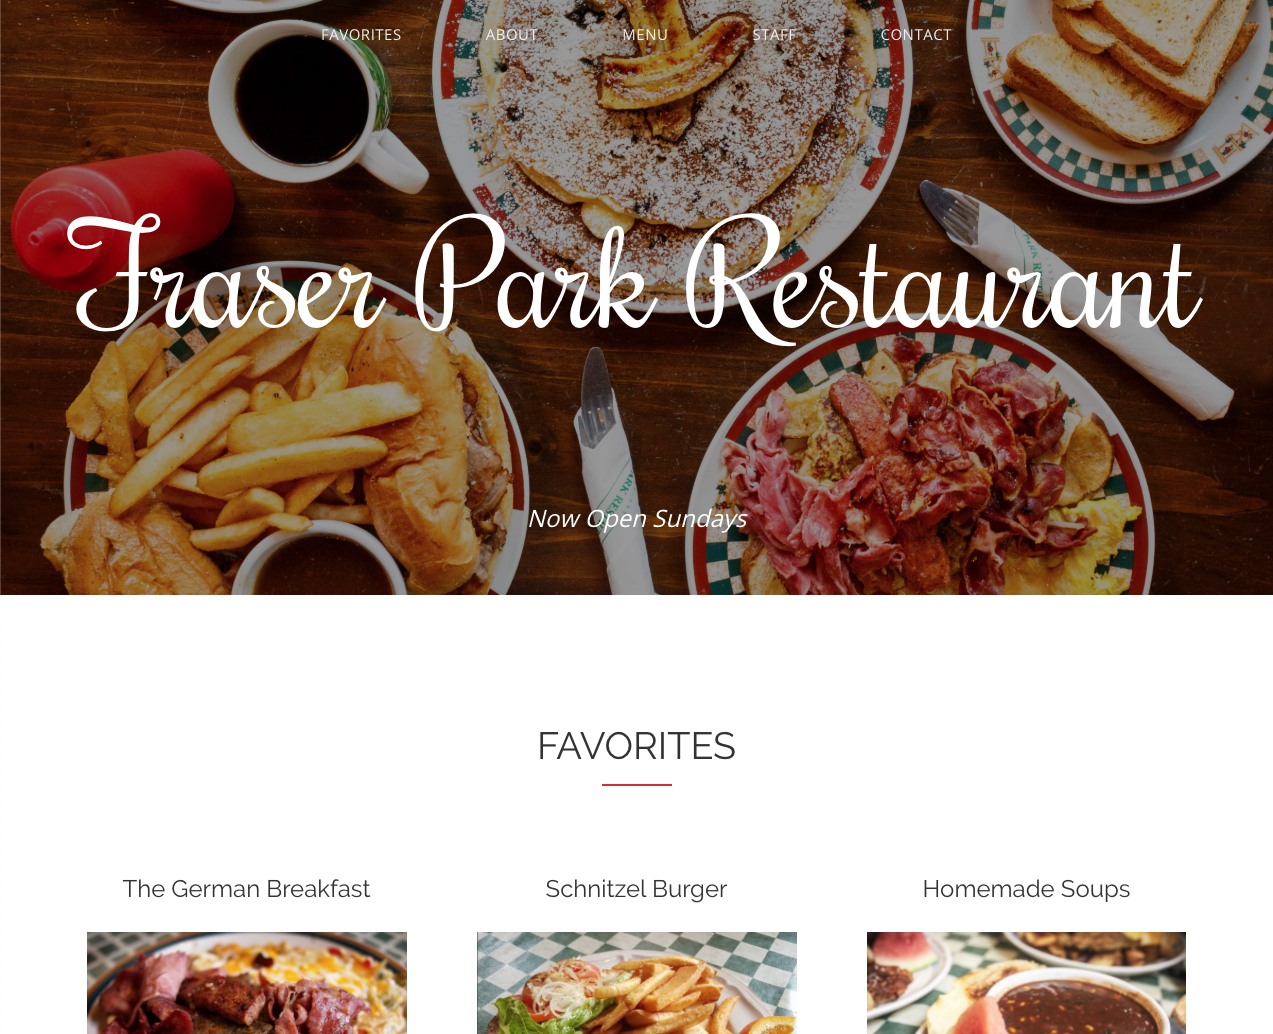 FAVORITES ABOUT MENU STAFF CONTACT
Fraser Park Restaurant
Now Open Sundays
FAVORITES
The German Breakfast Schnitzel Burger Homemade Soups